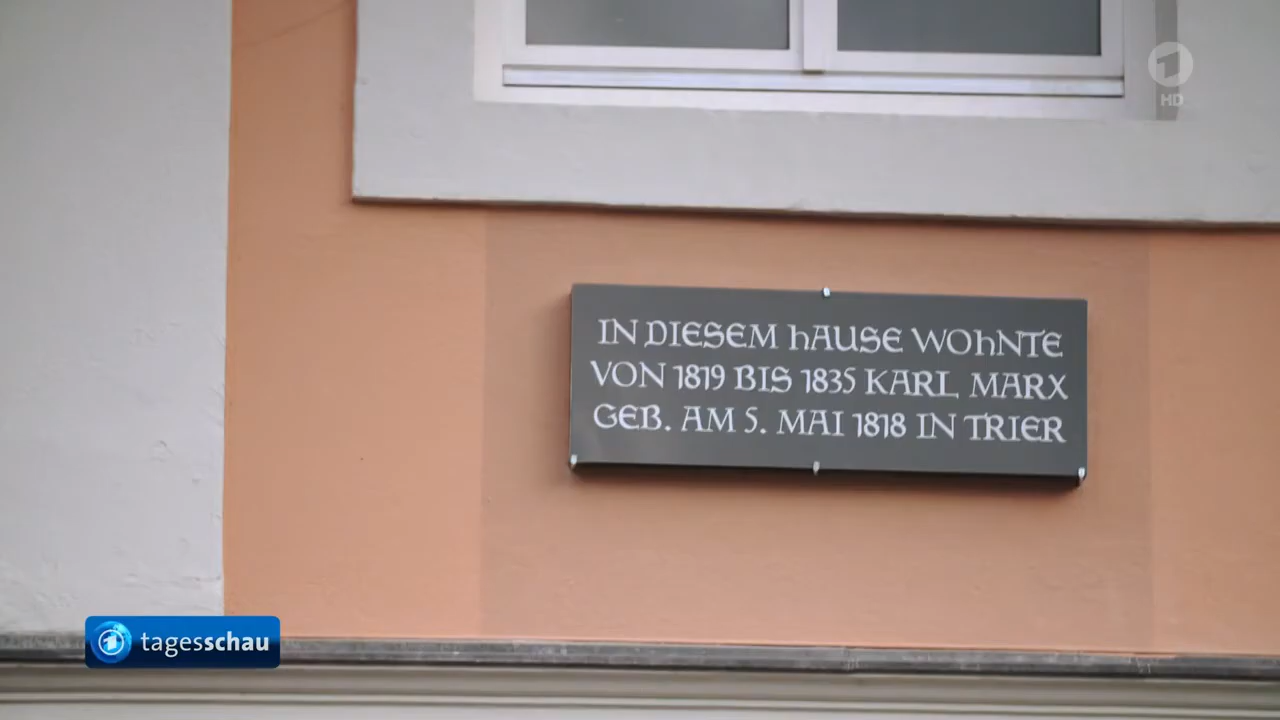 HD
IN DIESEM hAUSE WOhNTE
VON 1819 BIS 1835 KARL MARX
GEB. AM 5. MAI 1818 IN TRIER
tagesschau